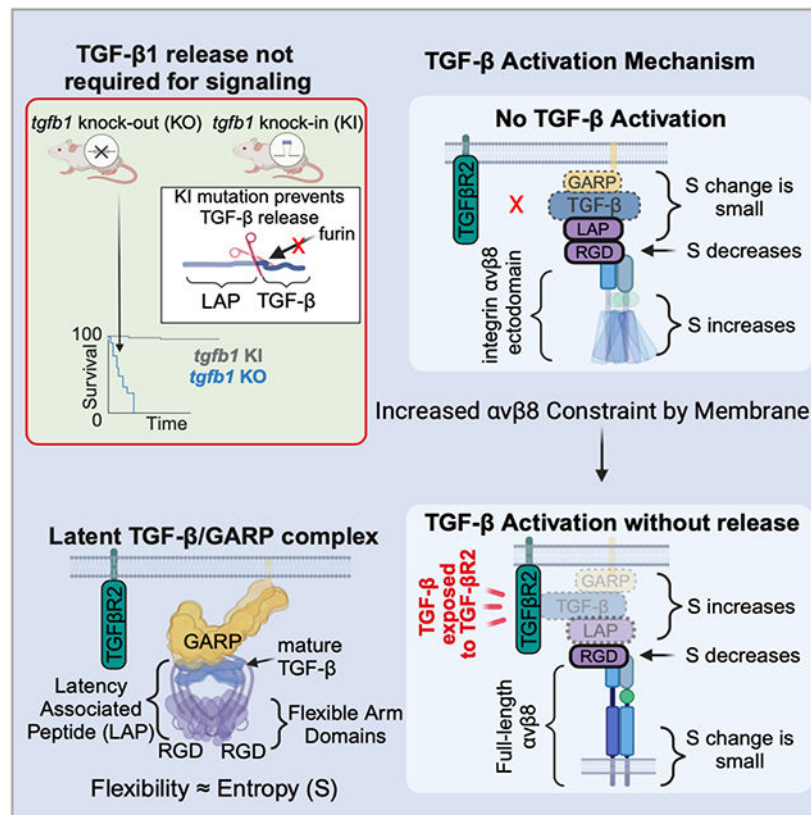 TGF-β1 release not
required for signaling
tgfb1 knock-out (KO)
tgfb1 knock-in (KI)
KI mutation prevents
TGF-β release
furin
X
LAP
TGF-β
100
Survival
0
Time
tgfb1 KI
tgfb1 KO
TGF-β Activation Mechanism
No TGF-β Activation
TGFβR2
X
GARP
TGF-β
LAP
RGD
S change is
small
S decreases
integrin αvβ8
ectodomain
S increases
Increased αvβ8 Constraint by Membrane
Latent TGF-β/GARP complex
TGFβR2
GARP
mature
TGF-β
Latency
Associated
Peptide (LAP)
RGD
RGD
Flexible Arm
Domains
Flexibility ≈ Entropy (S)
TGF-β Activation without release
TGF-β
exposed
to TGF-βR2
TGFβR2
GARP
TGF-β
LAP
RGD
S increases
S decreases
Full-length
αvβ8
S change is
small